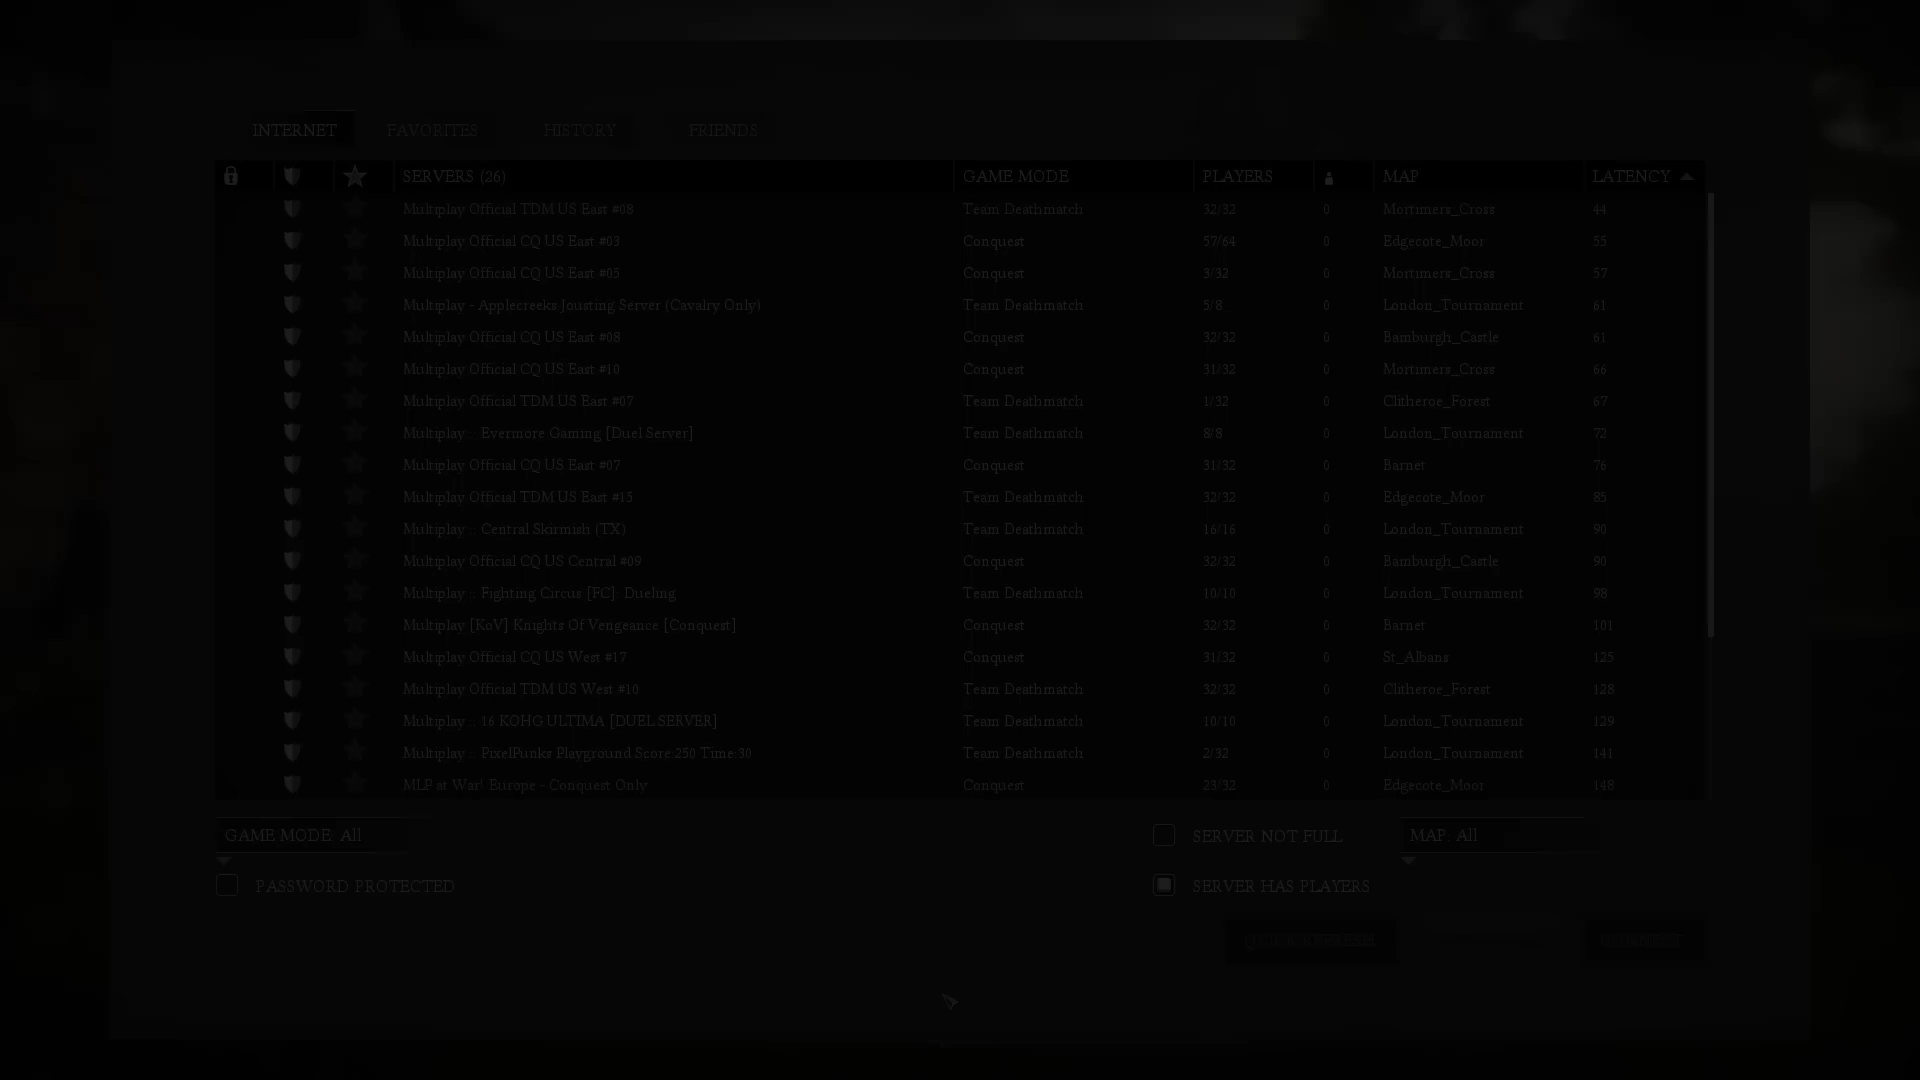 INTERNET FAVORITES HISTORY FRIENDS
SERVERS (26) GAME MODE PLAYERS MAP LATENCY
Multiplay Official TDM US East #08 Team Deathmatch 32/32 0 Mortimers_Cross 44
Multiplay Official CQ US East #03 Conquest 57/64 0 Edgecote_Moor 55
Multiplay Official CQ US East #05 Conquest 3/32 0 Mortimers_Cross 57
Multiplay - Applecreeks Jousting Server (Cavalry Only) Team Deathmatch 5/8 0 London_Tournament 61
Multiplay Official CQ US East #08 Conquest 32/32 0 Bamburgh_Castle 61
Multiplay Official CQ US East #10 Conquest 31/32 0 Mortimers_Cross 66
Multiplay Official TDM US East #07 Team Deathmatch 1/32 0 Clitheroe_Forest 67
Multiplay :: Evermore Gaming [Duel Server] Team Deathmatch 8/8 0 London_Tournament 72
Multiplay Official CQ US East #07 Conquest 31/32 0 Barnet 76
Multiplay Official TDM US East #15 Team Deathmatch 32/32 0 Edgecote_Moor 85
Multiplay :: Central Skirmish (TX) Team Deathmatch 16/16 0 London_Tournament 90
Multiplay Official CQ US Central #09 Conquest 32/32 0 Bamburgh_Castle 90
Multiplay :: Fighting Circus [FC]: Dueling Team Deathmatch 10/10 0 London_Tournament 98
Multiplay [KoV] Knights Of Vengeance [Conquest] Conquest 32/32 0 Barnet 101
Multiplay Official CQ US West #17 Conquest 31/32 0 St_Albans 125
Multiplay Official TDM US West #10 Team Deathmatch 32/32 0 Clitheroe_Forest 128
Multiplay :: 16 KOHG ULTIMA [DUEL SERVER] Team Deathmatch 10/10 0 London_Tournament 129
Multiplay :: PixelPunks Playground Score:250 Time:30 Team Deathmatch 2/32 0 London_Tournament 141
MLP at War! Europe - Conquest Only Conquest 23/32 0 Edgecote_Moor 148
GAME MODE: All SERVER NOT FULL MAP: All
PASSWORD PROTECTED SERVER HAS PLAYERS